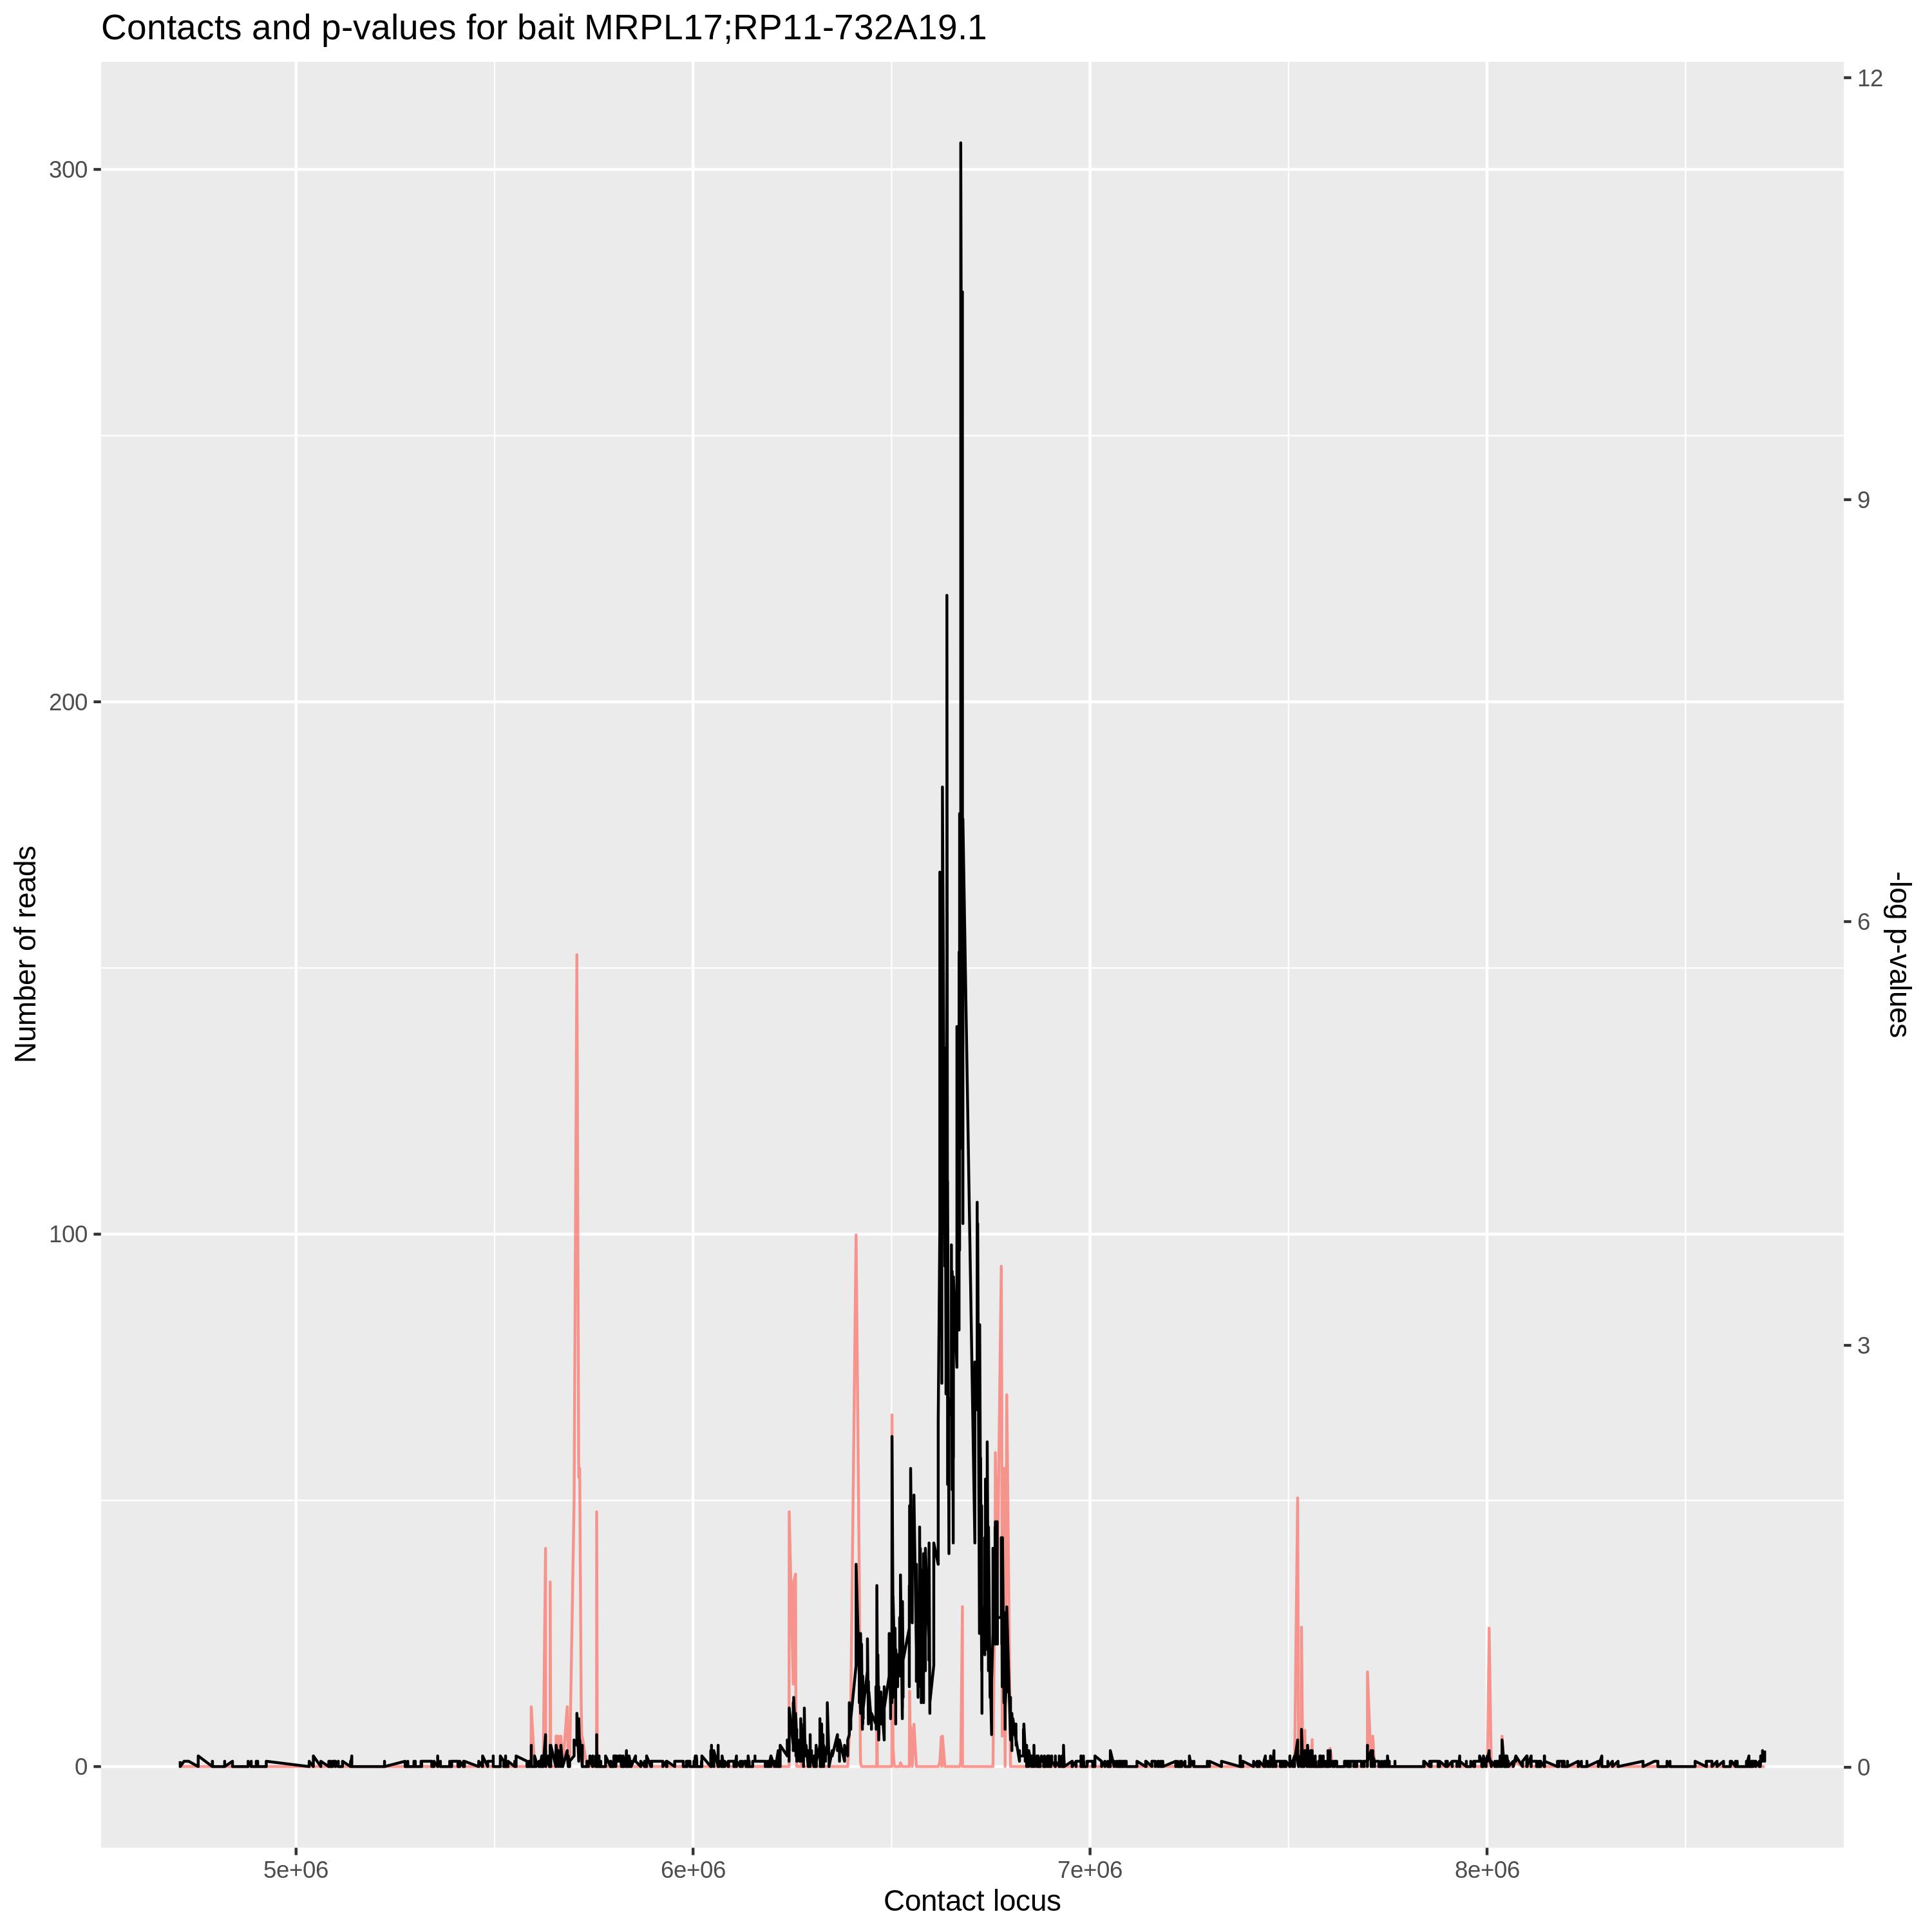 Contacts and p-values for bait MRPL17;RP11-732A19.1
300
200
100
0
Number of reads
12
9
6
3
0
-log p-values
5e+06
6e+06
7e+06
8e+06
Contact locus